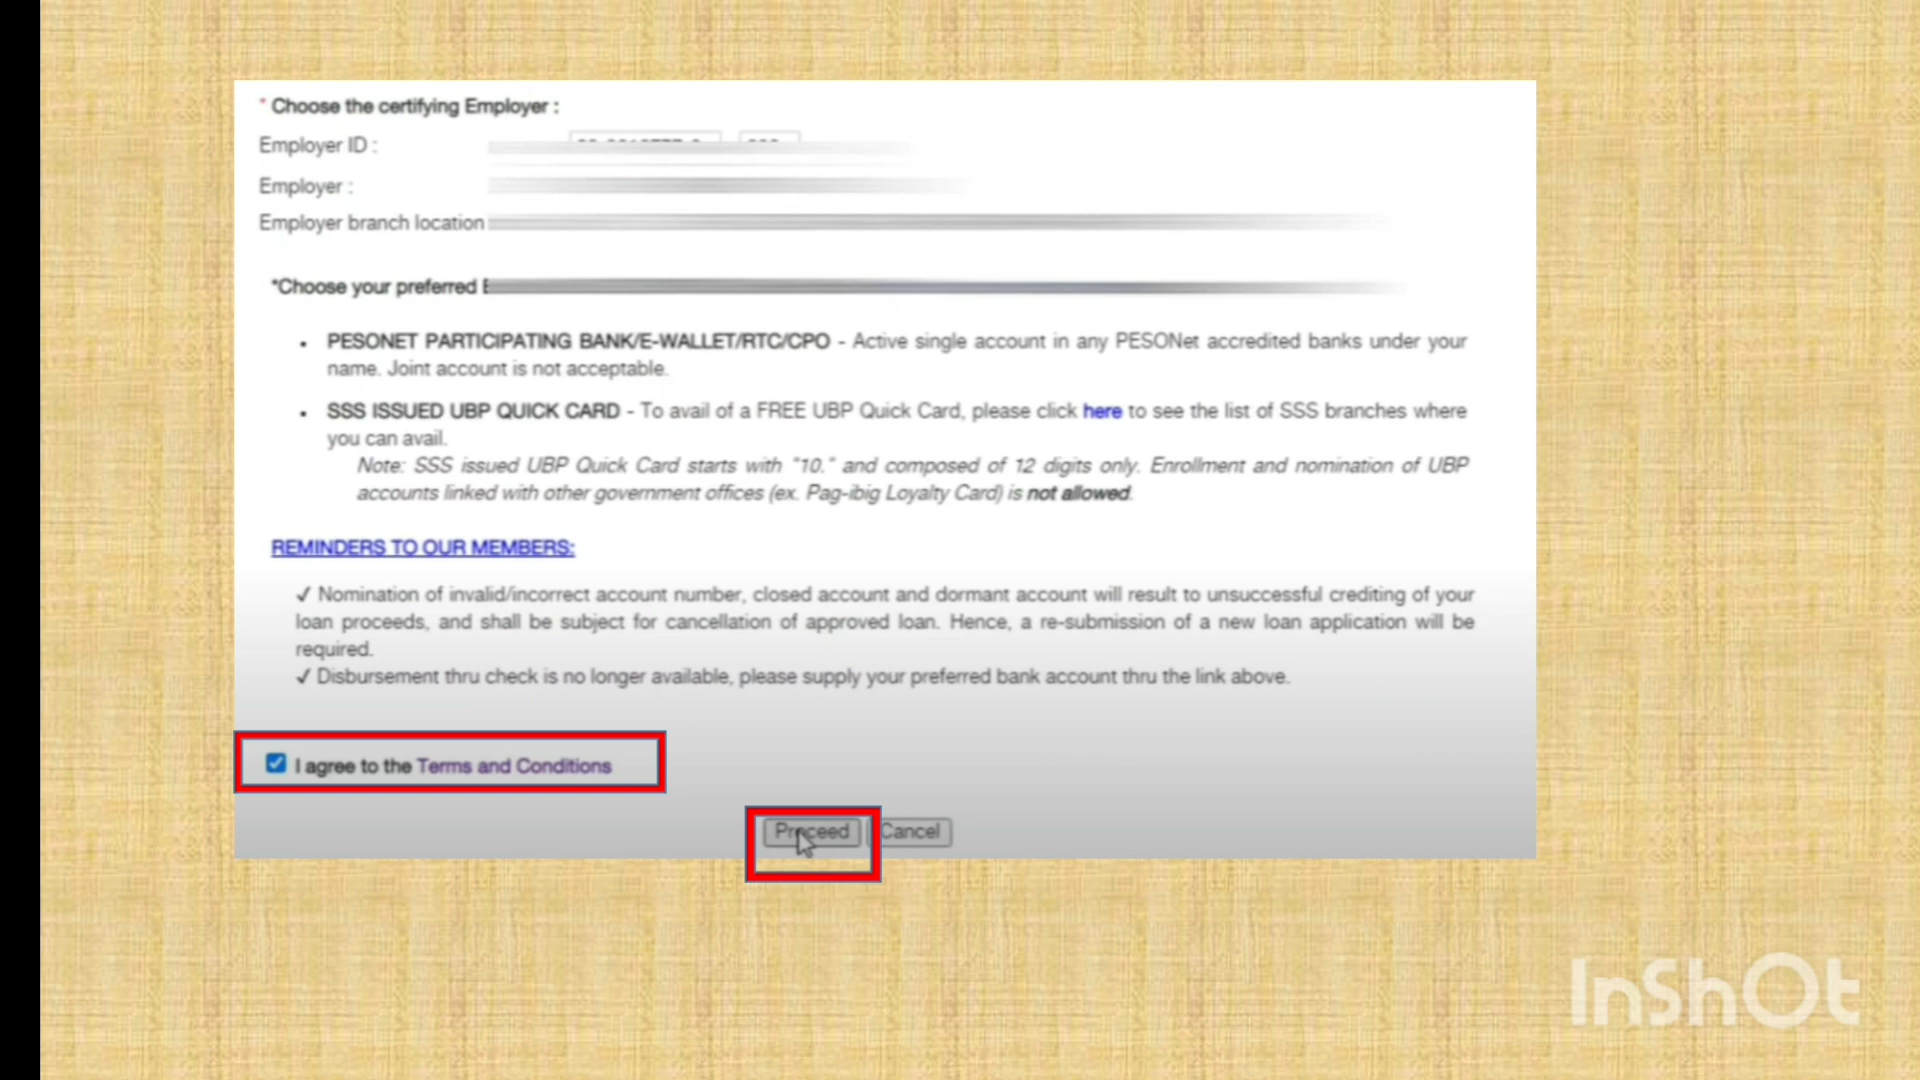 * Choose the certifying Employer :
Employer ID :
Employer :
Employer branch location
*Choose your preferred
• PESONET PARTICIPATING BANK/E-WALLET/RTC/CPO - Active single account in any PESONet accredited banks under your
name. Joint account is not acceptable.
• SSS ISSUED UBP QUICK CARD - To avail of a FREE UBP Quick Card, please click here to see the list of SSS branches where
you can avail.
Note: SSS issued UBP Quick Card starts with "10." and composed of 12 digits only. Enrollment and nomination of UBP
accounts linked with other government offices (ex. Pag-ibig Loyalty Card) is not allowed.
REMINDERS TO OUR MEMBERS:
✓ Nomination of invalid/incorrect account number, closed account and dormant account will result to unsuccessful crediting of your
loan proceeds, and shall be subject for cancellation of approved loan. Hence, a re-submission of a new loan application will be
required.
✓ Disbursement thru check is no longer available, please supply your preferred bank account thru the link above.
I agree to the Terms and Conditions
Proceed Cancel
InShOt